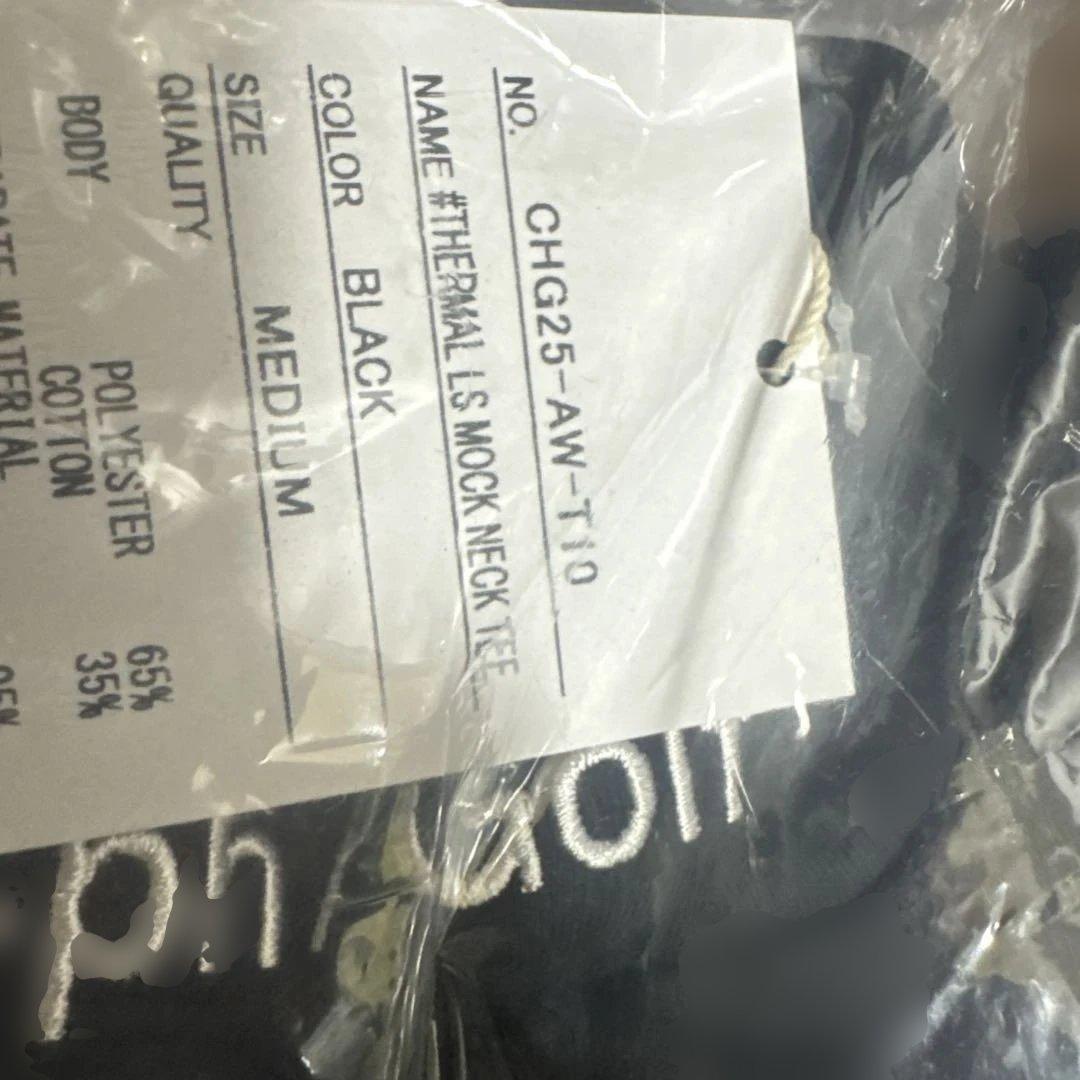 NO. CHG25-AW-T10
NAME #THERMAL LS MOCK NECK TEE
COLOR BLACK
SIZE MEDIUM
QUALITY
BODY POLYESTER 65%
COTTON 35%
MATERIAL